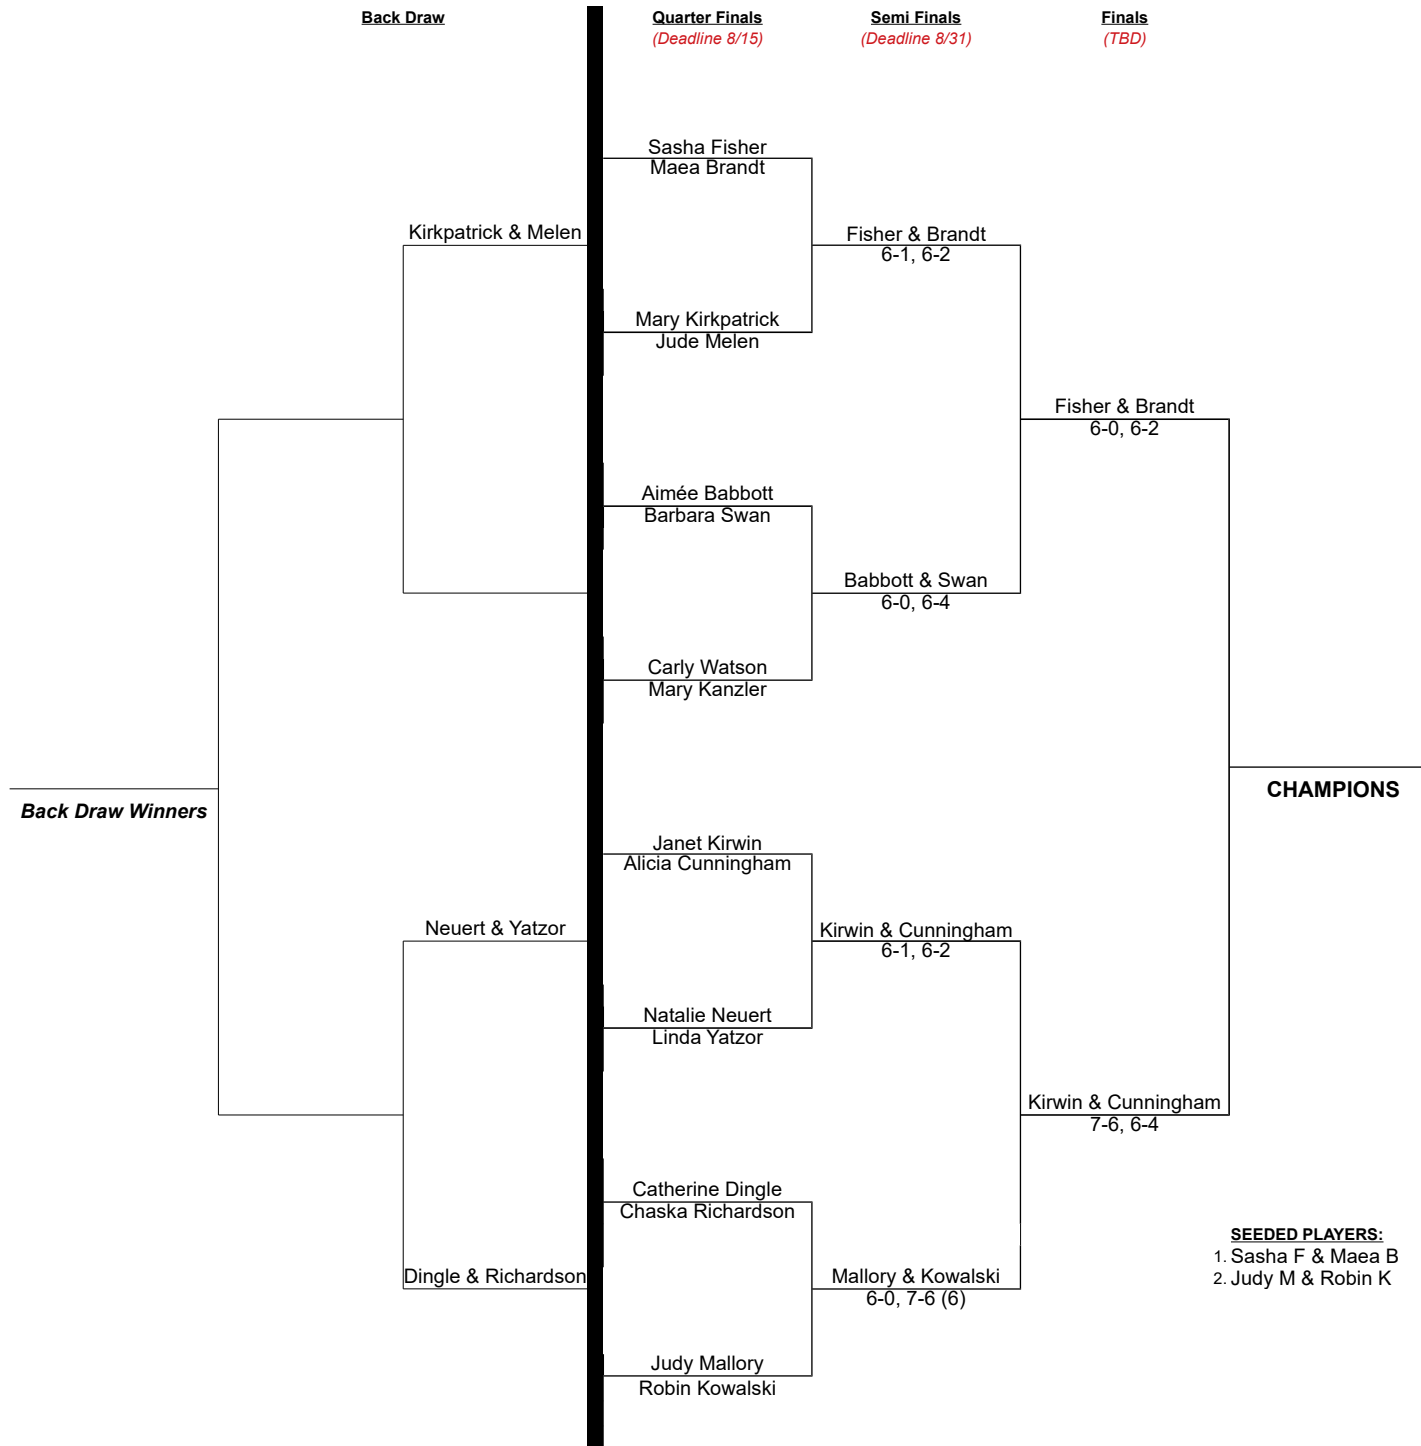 Back Draw
Quarter Finals
(Deadline 8/15)
Semi Finals
(Deadline 8/31)
Finals
(TBD)
Sasha Fisher
Maea Brandt
Kirkpatrick & Melen
Fisher & Brandt
6-1, 6-2
Mary Kirkpatrick
Jude Melen
Fisher & Brandt
6-0, 6-2
Aimée Babbott
Barbara Swan
Babbott & Swan
6-0, 6-4
Carly Watson
Mary Kanzler
CHAMPIONS
Back Draw Winners
Janet Kirwin
Alicia Cunningham
Neuert & Yatzor
Kirwin & Cunningham
6-1, 6-2
Natalie Neuert
Linda Yatzor
Kirwin & Cunningham
7-6, 6-4
Catherine Dingle
Chaska Richardson
Dingle & Richardson
Mallory & Kowalski
6-0, 7-6 (6)
SEEDED PLAYERS:
1. Sasha F & Maea B
2. Judy M & Robin K
Judy Mallory
Robin Kowalski